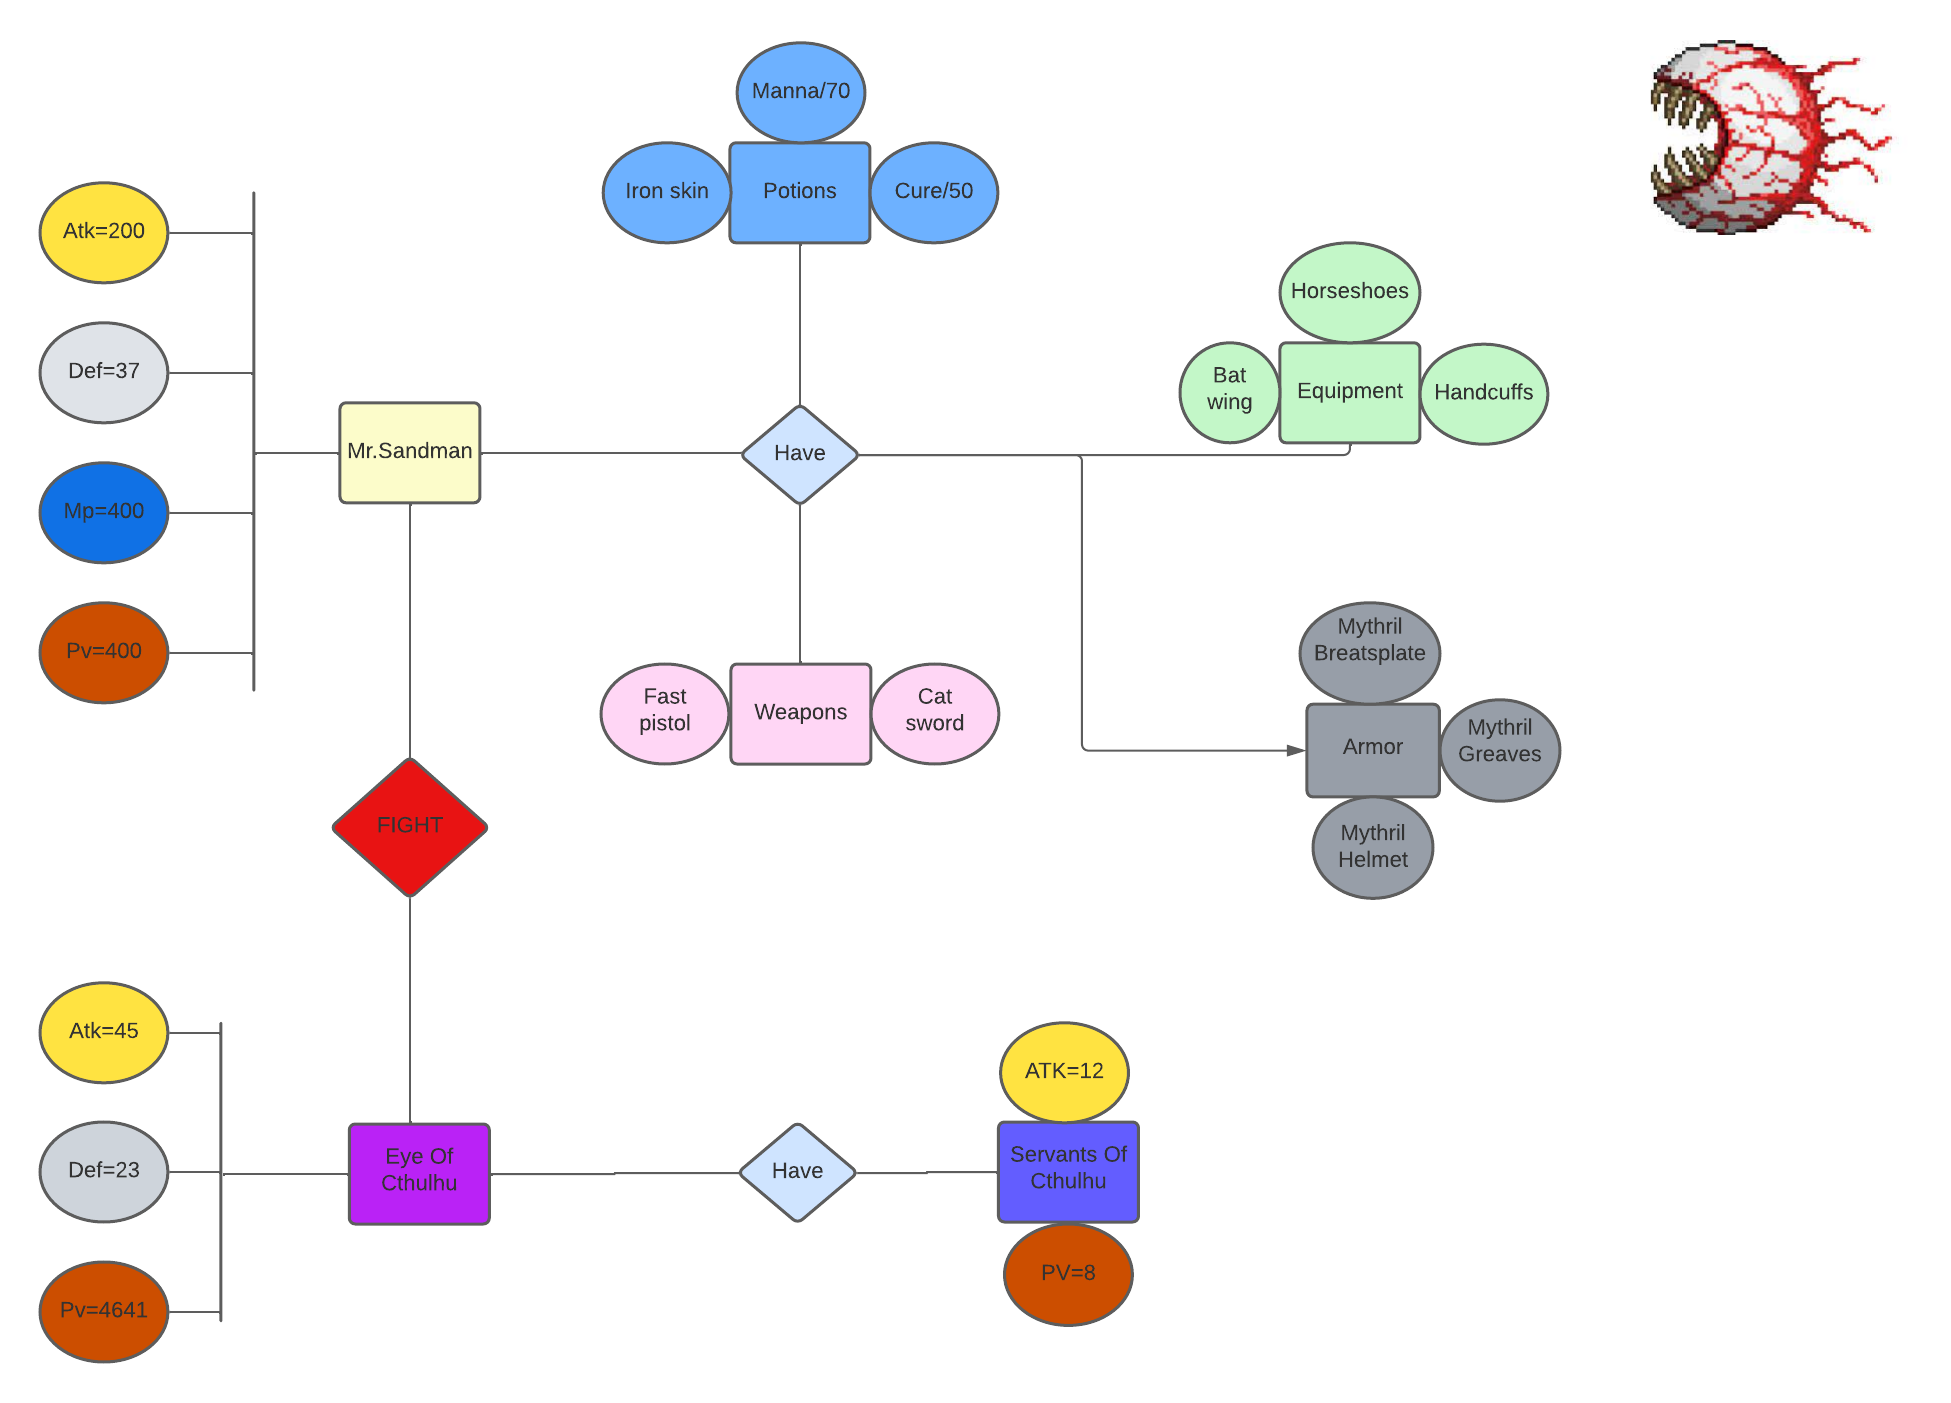 Manna/70
Iron skin
Potions
Cure/50
Atk=200
Horseshoes
Def=37
Bat
wing
Equipment
Handcuffs
Mr.Sandman
Have
Mp=400
Pv=400
Mythril
Breatsplate
Fast
pistol
Weapons
Cat
sword
Armor
Mythril
Greaves
FIGHT
Mythril
Helmet
Atk=45
ATK=12
Def=23
Eye Of
Cthulhu
Have
Servants Of
Cthulhu
PV=8
Pv=4641